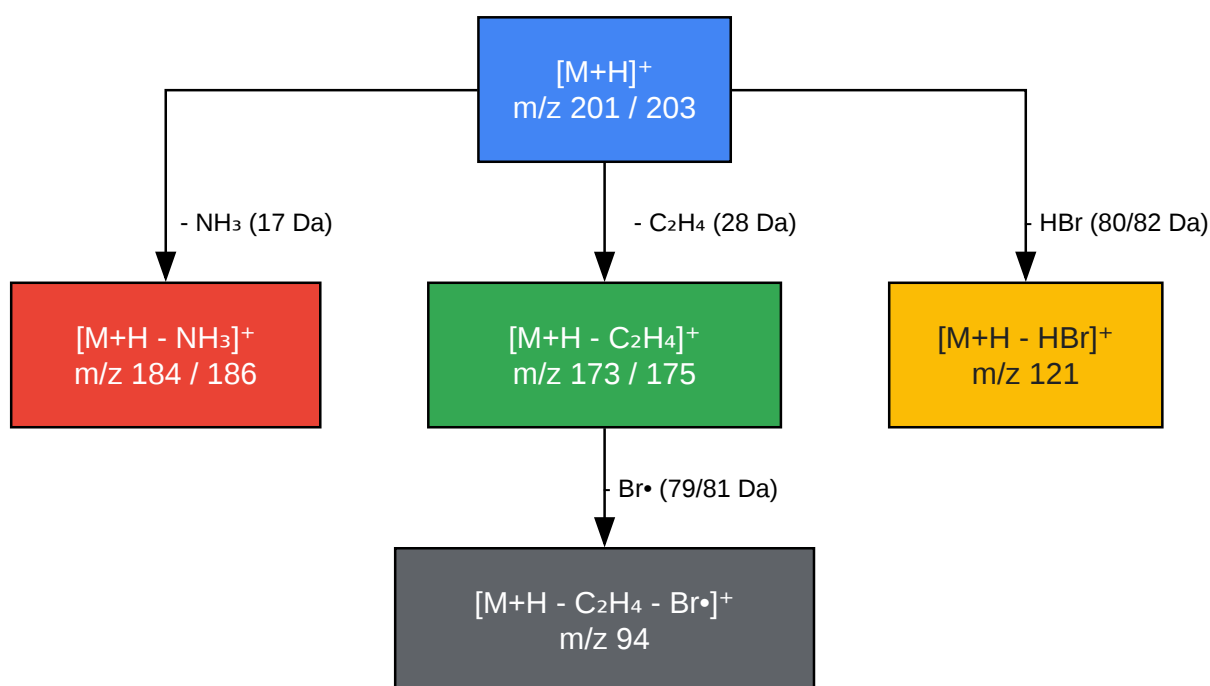 [M+H]⁺
m/z 201 / 203
- NH₃ (17 Da)
- C₂H₄ (28 Da)
- HBr (80/82 Da)
[M+H - NH₃]⁺
m/z 184 / 186
[M+H - C₂H₄]⁺
m/z 173 / 175
[M+H - HBr]⁺
m/z 121
- Br• (79/81 Da)
[M+H - C₂H₄ - Br•]⁺
m/z 94